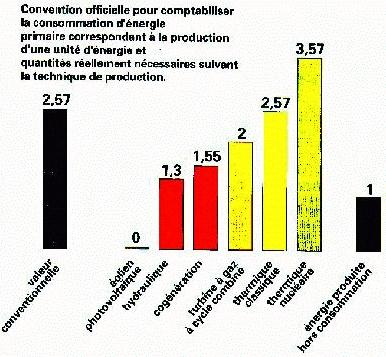 Convention officielle pour comptabiliser
la consommation d'énergie
primaire correspondant à la production
d'une unité d'énergie et
quantités réellement nécessaires suivant
la technique de production.
3,57
2,57
2,57
2
1,55
1,3
1
0
valeur
conventionnelle
éolien
photovoltaïque
hydraulique
cogénération
turbine à gaz
à cycle combiné
thermique
classique
thermique
nucléaire
énergie produite
hors consommation